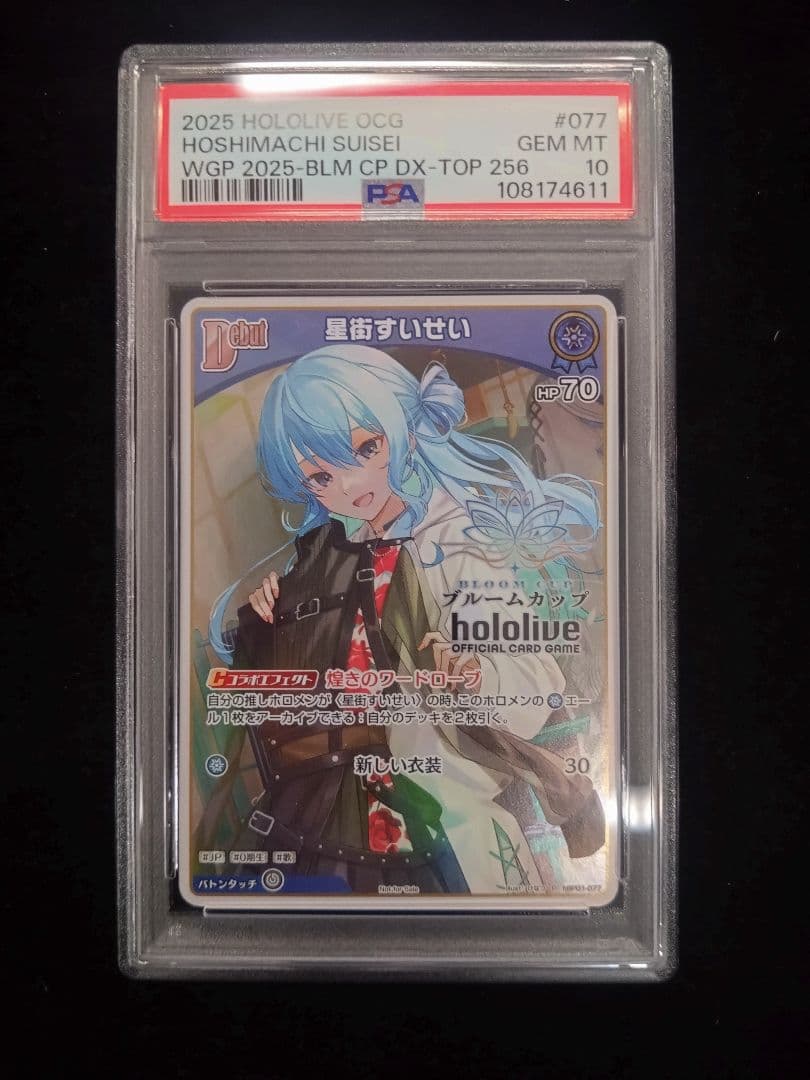 2025 HOLOLIVE OCG #077
HOSHIMACHI SUISEI GEM MT
WGP 2025-BLM CP DX-TOP 256 10
PSA 108174611
Debut 星街すいせい
HP70
BLOOM CUP
ブルームカップ
hololive
OFFICIAL CARD GAME
コラボエフェクト 煌きのワードローブ
自分の推しホロメンが〈星街すいせい〉の時、このホロメンのエー
ル1枚をアーカイブできる：自分のデッキを2枚引く。
新しい衣装 30
#JP #0期生 #歌
バトンタッチ Not for Sale